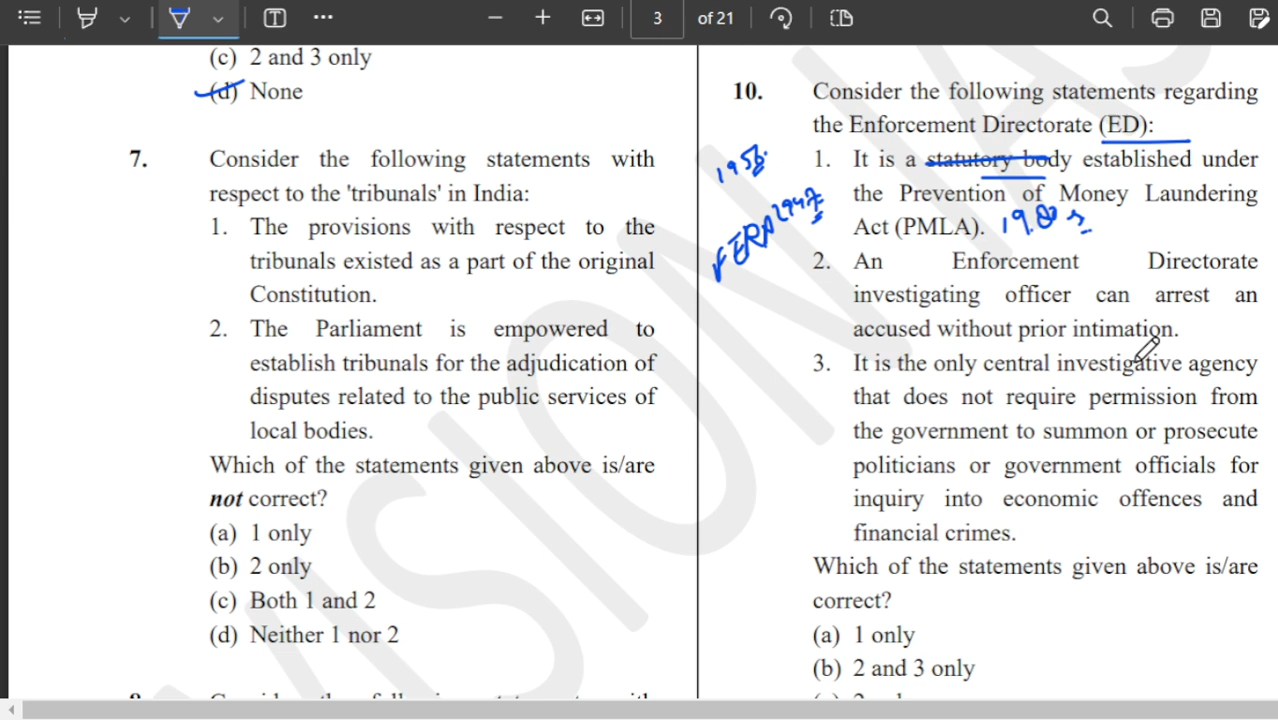 3 of 21
(c) 2 and 3 only
(d) None
7. Consider the following statements with
respect to the 'tribunals' in India:
1. The provisions with respect to the
tribunals existed as a part of the original
Constitution.
2. The Parliament is empowered to
establish tribunals for the adjudication of
disputes related to the public services of
local bodies.
Which of the statements given above is/are
not correct?
(a) 1 only
(b) 2 only
(c) Both 1 and 2
(d) Neither 1 nor 2
10. Consider the following statements regarding
the Enforcement Directorate (ED):
1. It is a statutory body established under
the Prevention of Money Laundering
Act (PMLA).
1956
FERA 1947
2. An Enforcement Directorate
investigating officer can arrest an
accused without prior intimation.
3. It is the only central investigative agency
that does not require permission from
the government to summon or prosecute
politicians or government officials for
inquiry into economic offences and
financial crimes.
Which of the statements given above is/are
correct?
(a) 1 only
(b) 2 and 3 only
VISION IAS